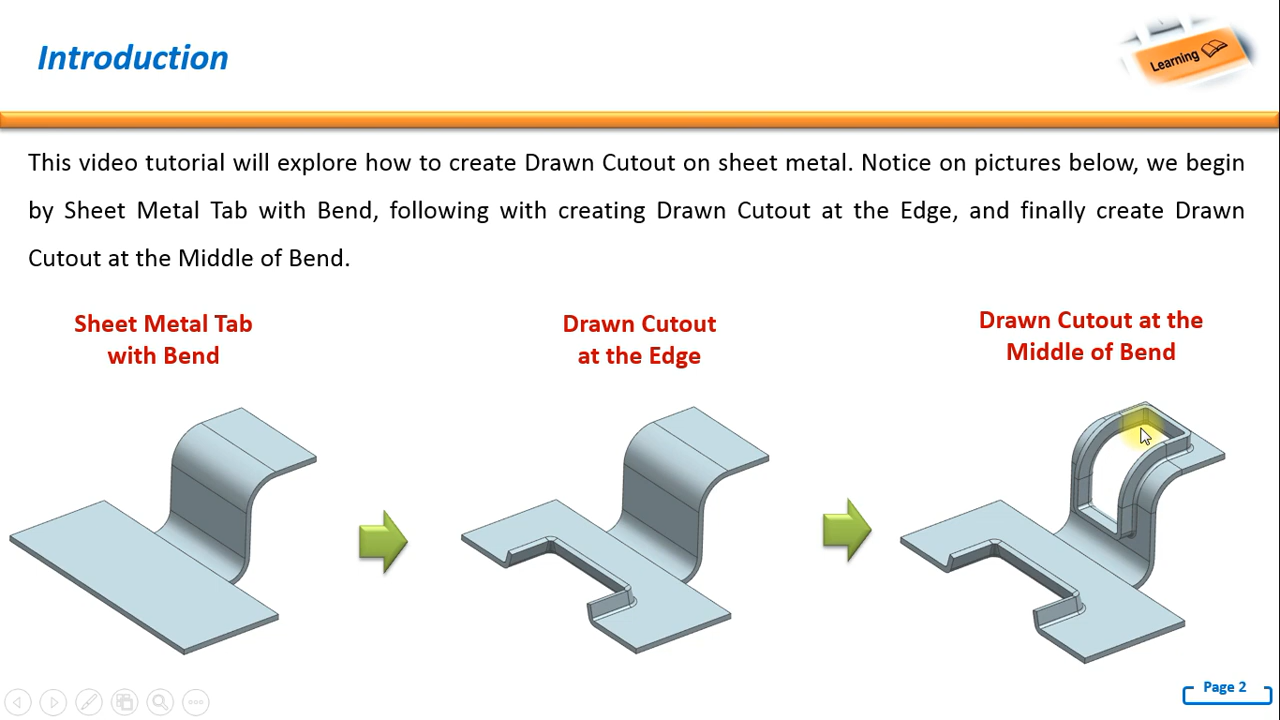 Introduction
Learning
This video tutorial will explore how to create Drawn Cutout on sheet metal. Notice on pictures below, we begin
by Sheet Metal Tab with Bend, following with creating Drawn Cutout at the Edge, and finally create Drawn
Cutout at the Middle of Bend.
Sheet Metal Tab
with Bend
Drawn Cutout
at the Edge
Drawn Cutout at the
Middle of Bend
Page 2